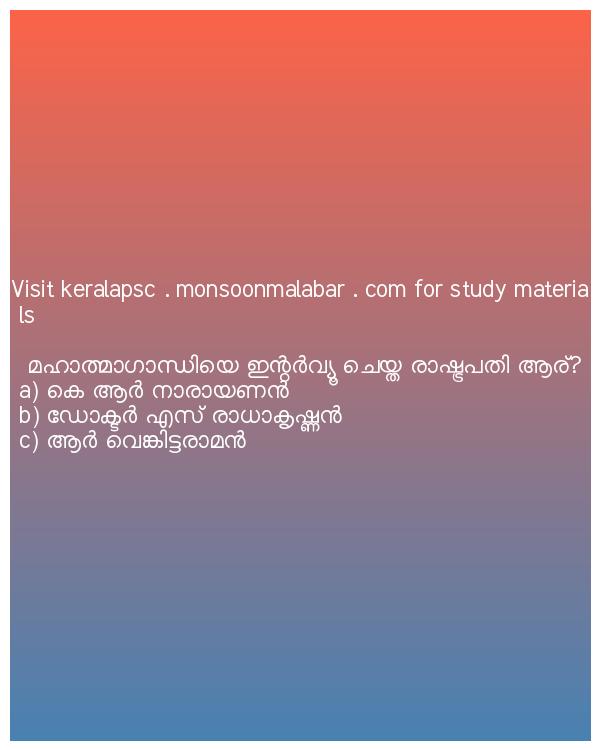 Visit keralapsc . monsoonmalabar . com for study materia
ls
മഹാത്മാഗാന്ധിയെ ഇന്റർവ്യൂ ചെയ്ത രാഷ്ട്രപതി ആര്?
a) കെ ആർ നാരായണൻ
b) ഡോക്ടർ എസ് രാധാകൃഷ്ണൻ
c) ആർ വെങ്കിട്ടരാമൻ